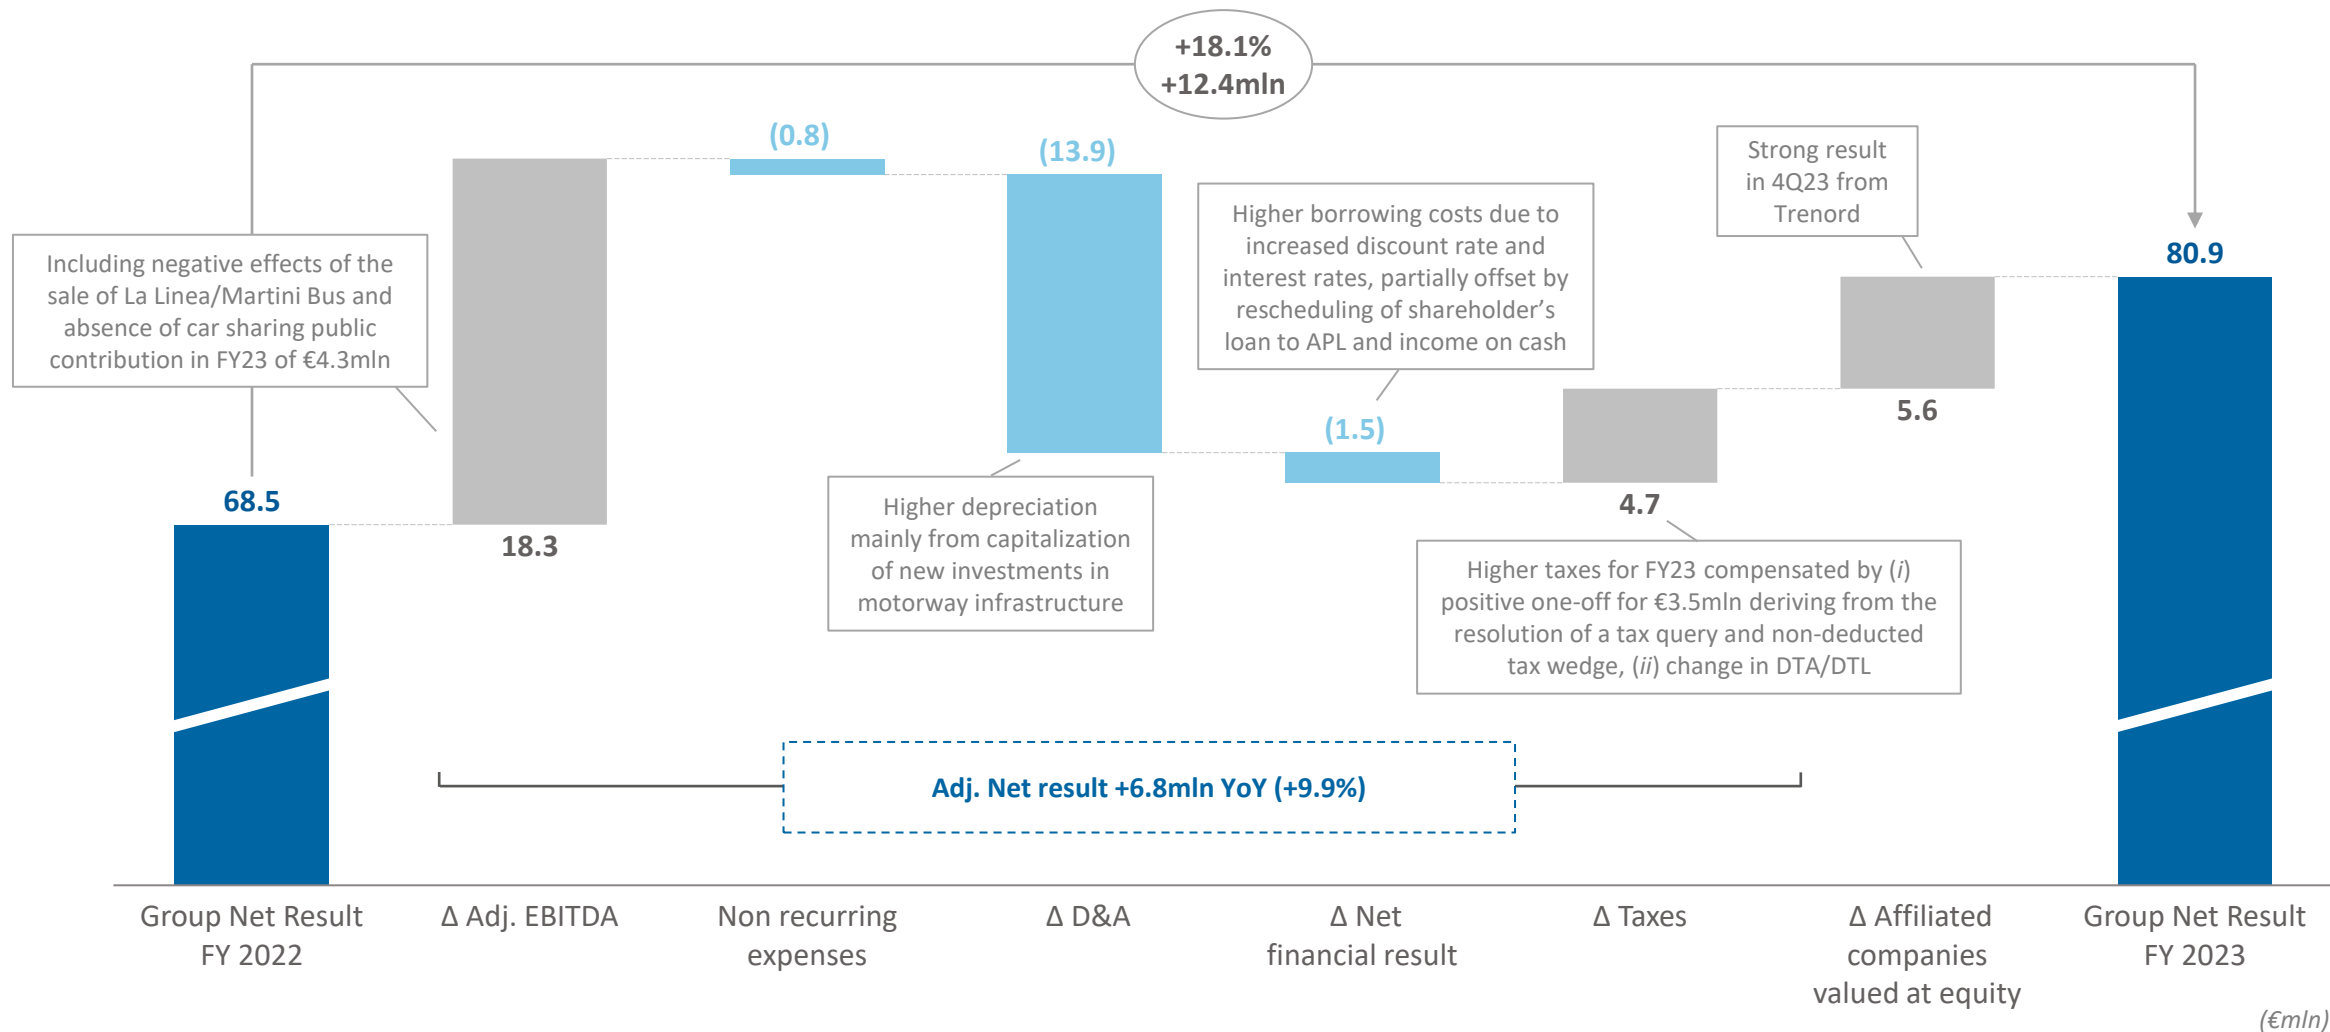 +18.1%
+12.4mln
(0.8)
(13.9)
Strong result
in 4Q23 from
Trenord
Higher borrowing costs due to
increased discount rate and
interest rates, partially offset by
rescheduling of shareholder’s
loan to APL and income on cash
Including negative effects of the
sale of La Linea/Martini Bus and
absence of car sharing public
contribution in FY23 of €4.3mln
80.9
5.6
(1.5)
68.5
18.3
4.7
Higher depreciation
mainly from capitalization
of new investments in
motorway infrastructure
Higher taxes for FY23 compensated by (i)
positive one-off for €3.5mln deriving from the
resolution of a tax query and non-deducted
tax wedge, (ii) change in DTA/DTL
Adj. Net result +6.8mln YoY (+9.9%)
Group Net Result
FY 2022
Δ Adj. EBITDA
Non recurring
expenses
Δ D&A
Δ Net
financial result
Δ Taxes
Δ Affiliated
companies
valued at equity
Group Net Result
FY 2023
(€mln)